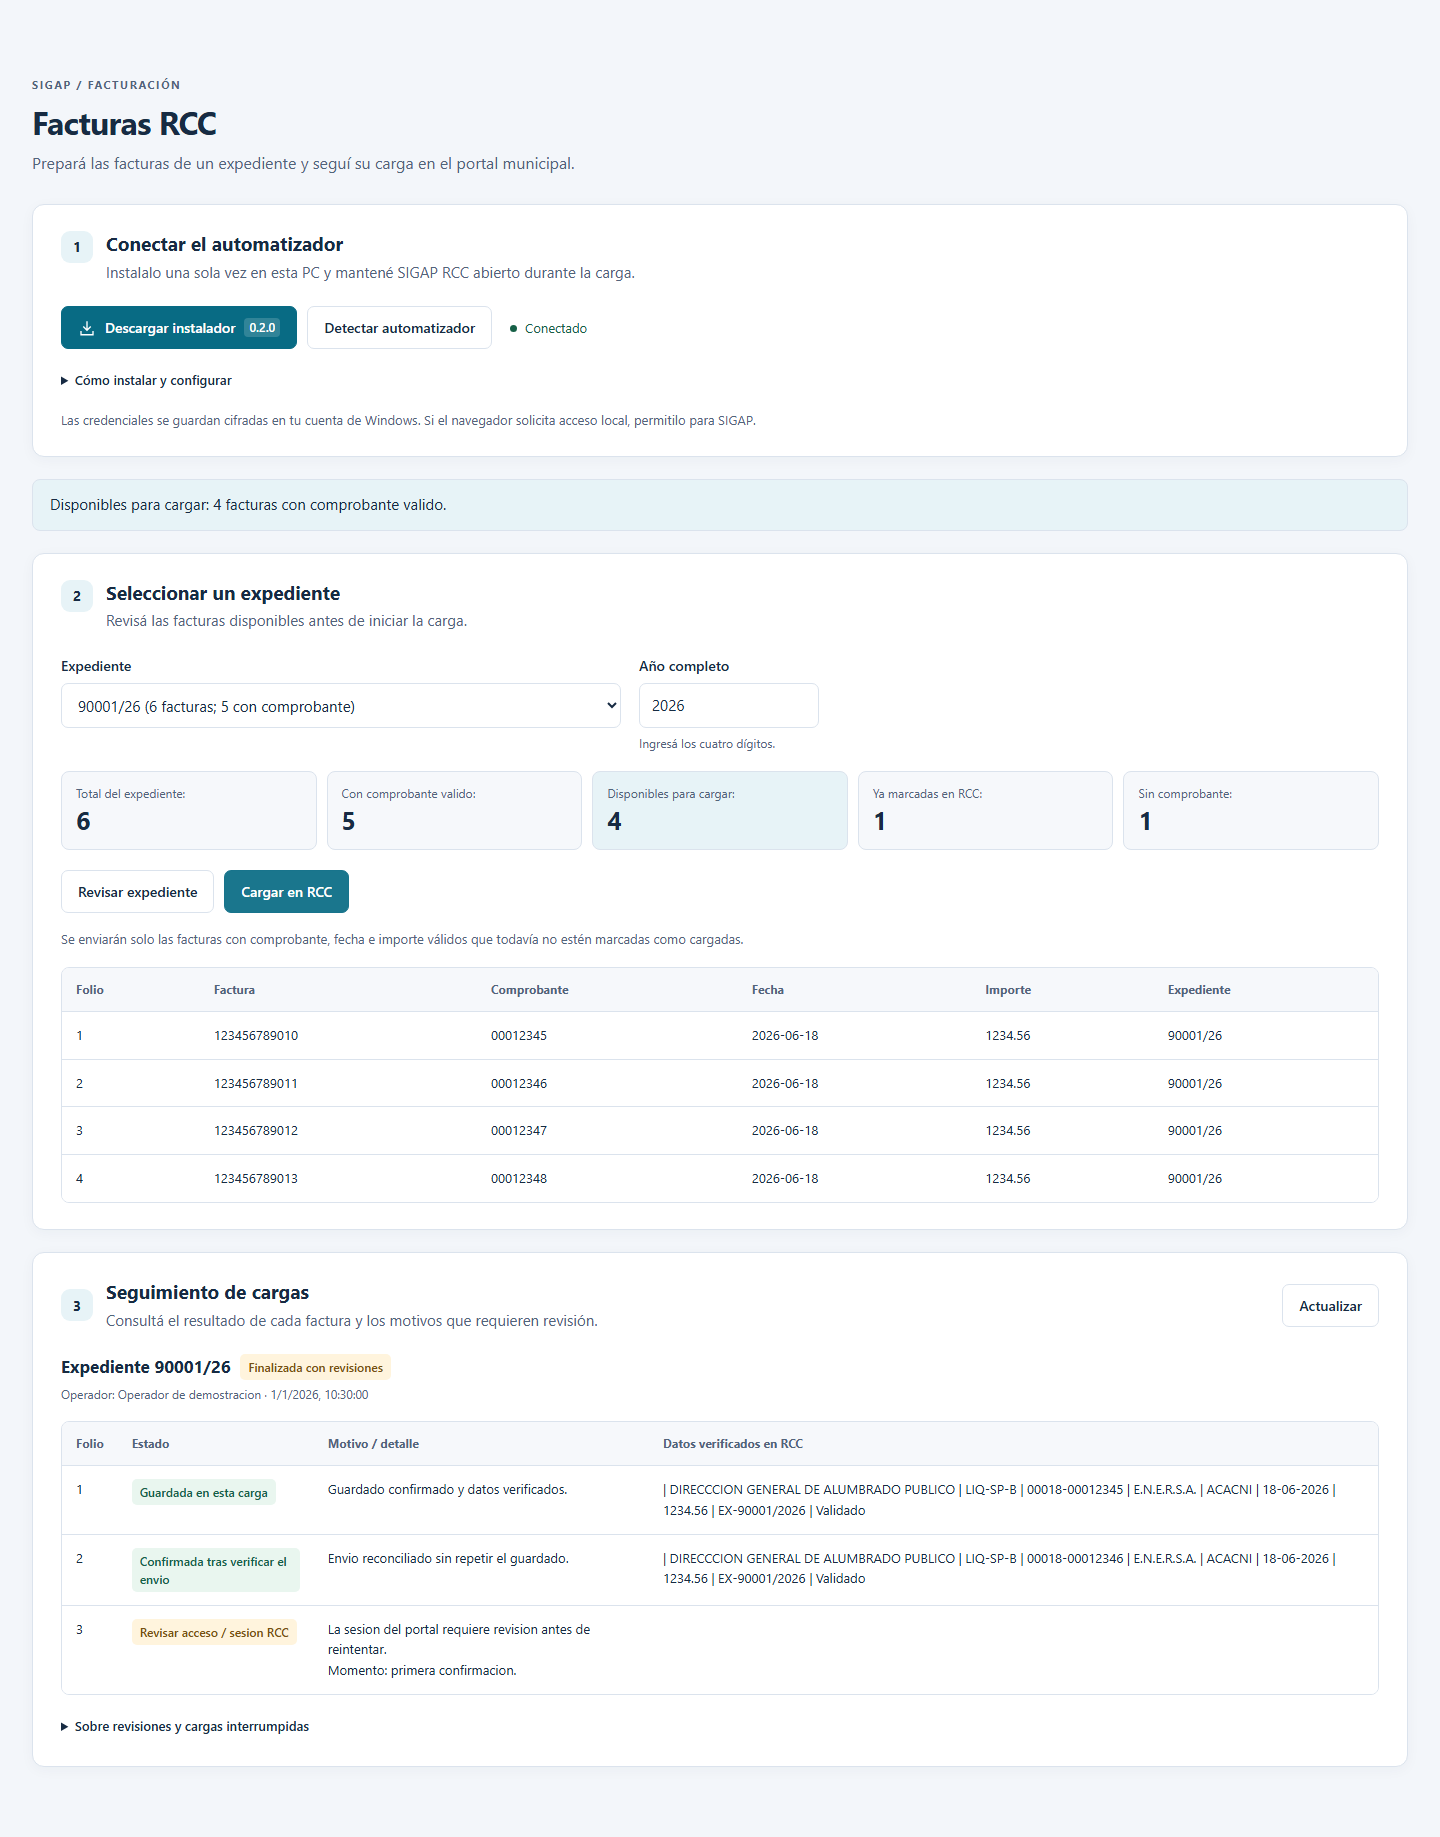 SIGAP / FACTURACIÓN
Facturas RCC
Prepará las facturas de un expediente y seguí su carga en el portal municipal.
1
Conectar el automatizador
Instalalo una sola vez en esta PC y mantené SIGAP RCC abierto durante la carga.
Descargar instalador 0.2.0
Detectar automatizador
Conectado
Cómo instalar y configurar
Las credenciales se guardan cifradas en tu cuenta de Windows. Si el navegador solicita acceso local, permitilo para SIGAP.
Disponibles para cargar: 4 facturas con comprobante valido.
2
Seleccionar un expediente
Revisá las facturas disponibles antes de iniciar la carga.
Expediente
Año completo
90001/26 (6 facturas; 5 con comprobante)
2026
Ingresá los cuatro dígitos.
Total del expediente:
6
Con comprobante valido:
5
Disponibles para cargar:
4
Ya marcadas en RCC:
1
Sin comprobante:
1
Revisar expediente
Cargar en RCC
Se enviarán solo las facturas con comprobante, fecha e importe válidos que todavía no estén marcadas como cargadas.
Folio Factura Comprobante Fecha Importe Expediente
1 123456789010 00012345 2026-06-18 1234.56 90001/26
2 123456789011 00012346 2026-06-18 1234.56 90001/26
3 123456789012 00012347 2026-06-18 1234.56 90001/26
4 123456789013 00012348 2026-06-18 1234.56 90001/26
3
Seguimiento de cargas
Consultá el resultado de cada factura y los motivos que requieren revisión.
Actualizar
Expediente 90001/26 Finalizada con revisiones
Operador: Operador de demostracion · 1/1/2026, 10:30:00
Folio Estado Motivo / detalle Datos verificados en RCC
1
Guardada en esta carga
Guardado confirmado y datos verificados.
| DIRECCCION GENERAL DE ALUMBRADO PUBLICO | LIQ-SP-B | 00018-00012345 | E.N.E.R.S.A. | ACACNI | 18-06-2026 |
1234.56 | EX-90001/2026 | Validado
2
Confirmada tras verificar el
envio
Envio reconciliado sin repetir el guardado.
| DIRECCCION GENERAL DE ALUMBRADO PUBLICO | LIQ-SP-B | 00018-00012346 | E.N.E.R.S.A. | ACACNI | 18-06-2026 |
1234.56 | EX-90001/2026 | Validado
3
Revisar acceso / sesion RCC
La sesion del portal requiere revision antes de
reintentar.
Momento: primera confirmacion.
Sobre revisiones y cargas interrumpidas